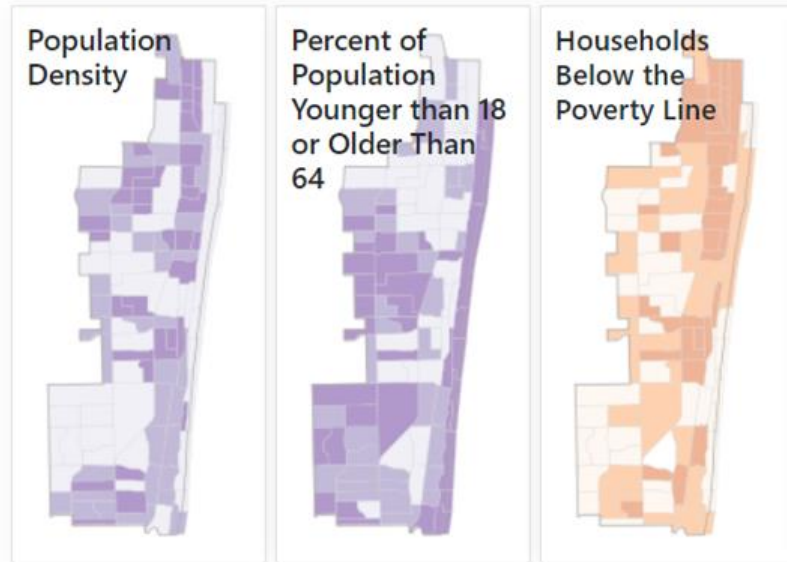 Population
Density
Percent of
Population
Younger than 18
or Older Than
64
Households
Below the
Poverty Line